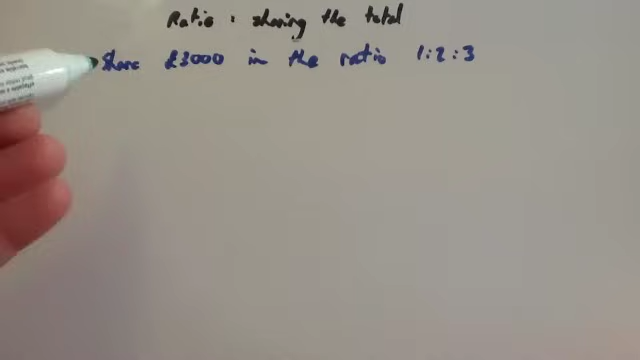 Ratio : sharing the total
Share £3000 in the ratio 1:2:3